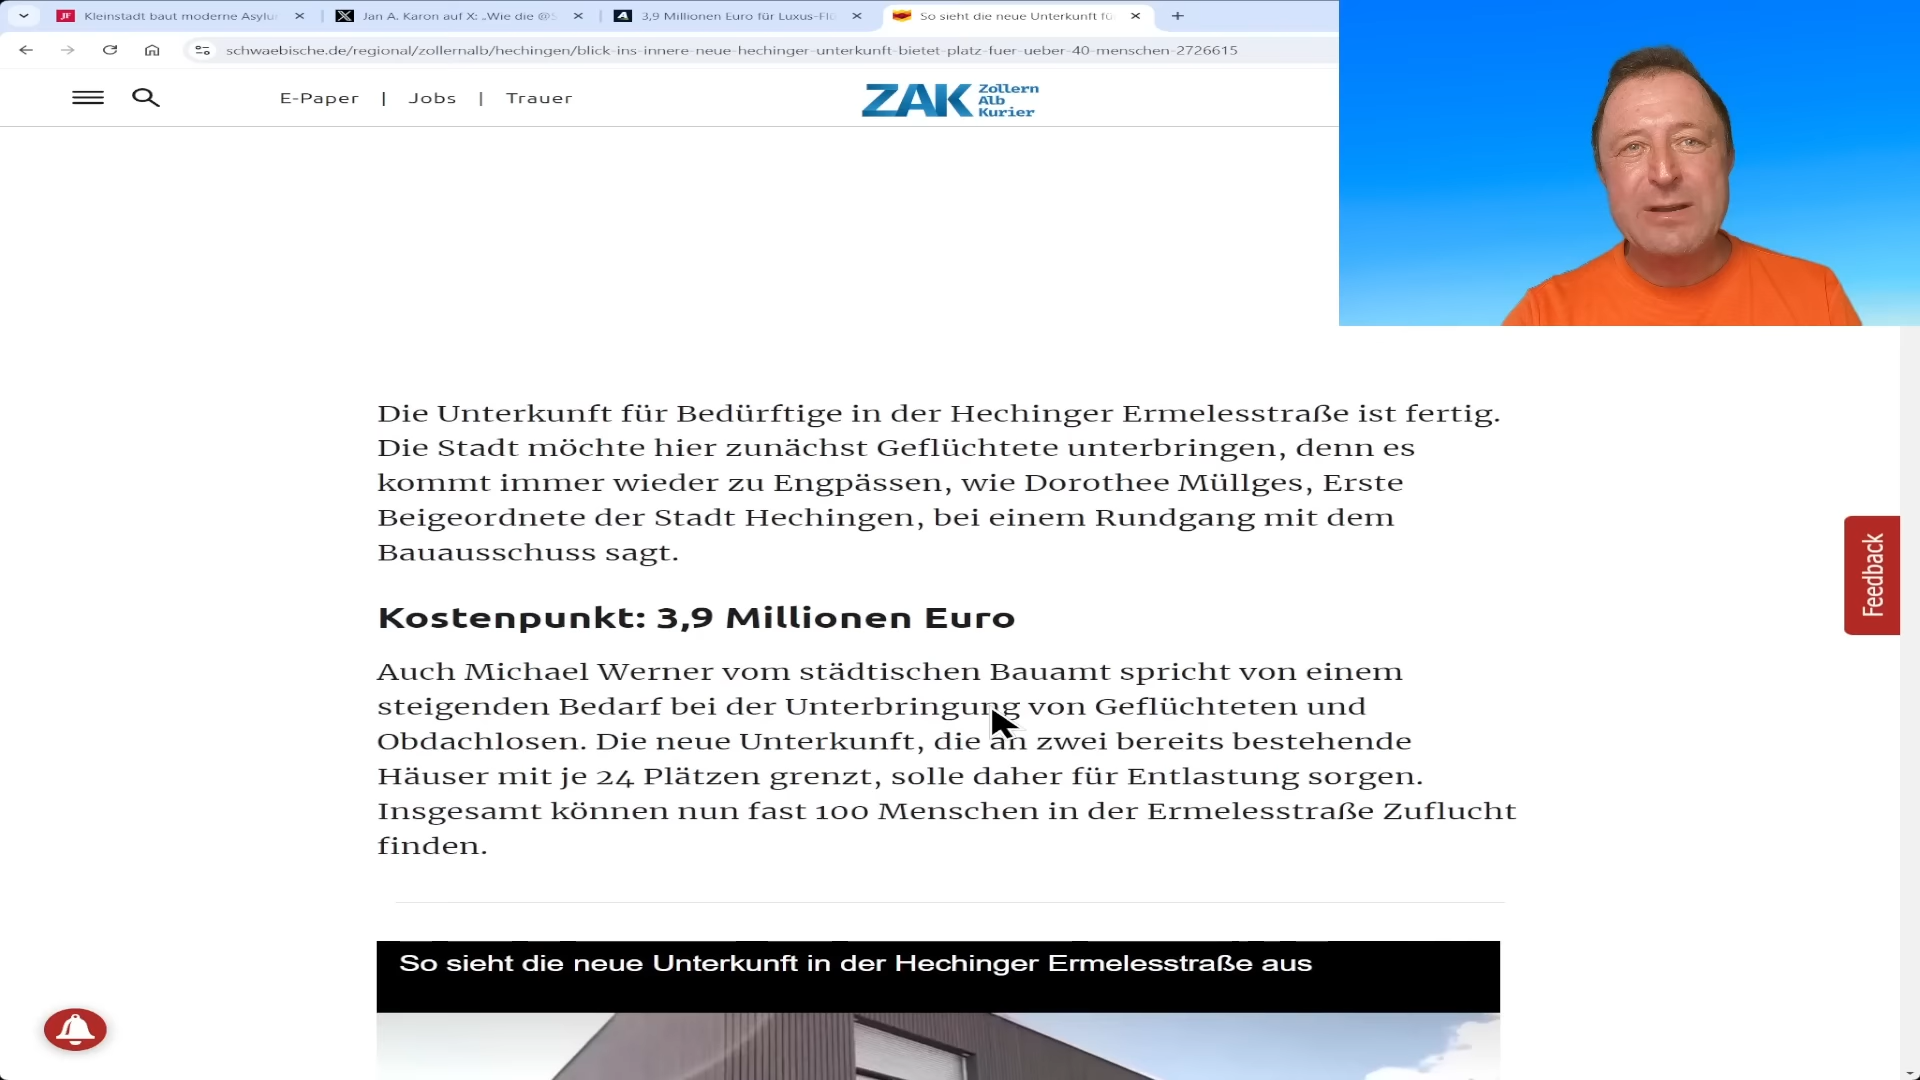 JF Kleinstadt baut moderne Asylu
Jan A. Karon auf X: „Wie die @S
A 3,9 Millionen Euro für Luxus-Flü
So sieht die neue Unterkunft fü
schwaebische.de/regional/zollernalb/hechingen/blick-ins-innere-neue-hechinger-unterkunft-bietet-platz-fuer-ueber-40-menschen-2726615
E-Paper | Jobs | Trauer
ZAK Zollern
Alb
Kurier
Die Unterkunft für Bedürftige in der Hechinger Ermelesstraße ist fertig.
Die Stadt möchte hier zunächst Geflüchtete unterbringen, denn es
kommt immer wieder zu Engpässen, wie Dorothee Müllges, Erste
Beigeordnete der Stadt Hechingen, bei einem Rundgang mit dem
Bauausschuss sagt.
Kostenpunkt: 3,9 Millionen Euro
Auch Michael Werner vom städtischen Bauamt spricht von einem
steigenden Bedarf bei der Unterbringung von Geflüchteten und
Obdachlosen. Die neue Unterkunft, die an zwei bereits bestehende
Häuser mit je 24 Plätzen grenzt, solle daher für Entlastung sorgen.
Insgesamt können nun fast 100 Menschen in der Ermelesstraße Zuflucht
finden.
Feedback
So sieht die neue Unterkunft in der Hechinger Ermelesstraße aus